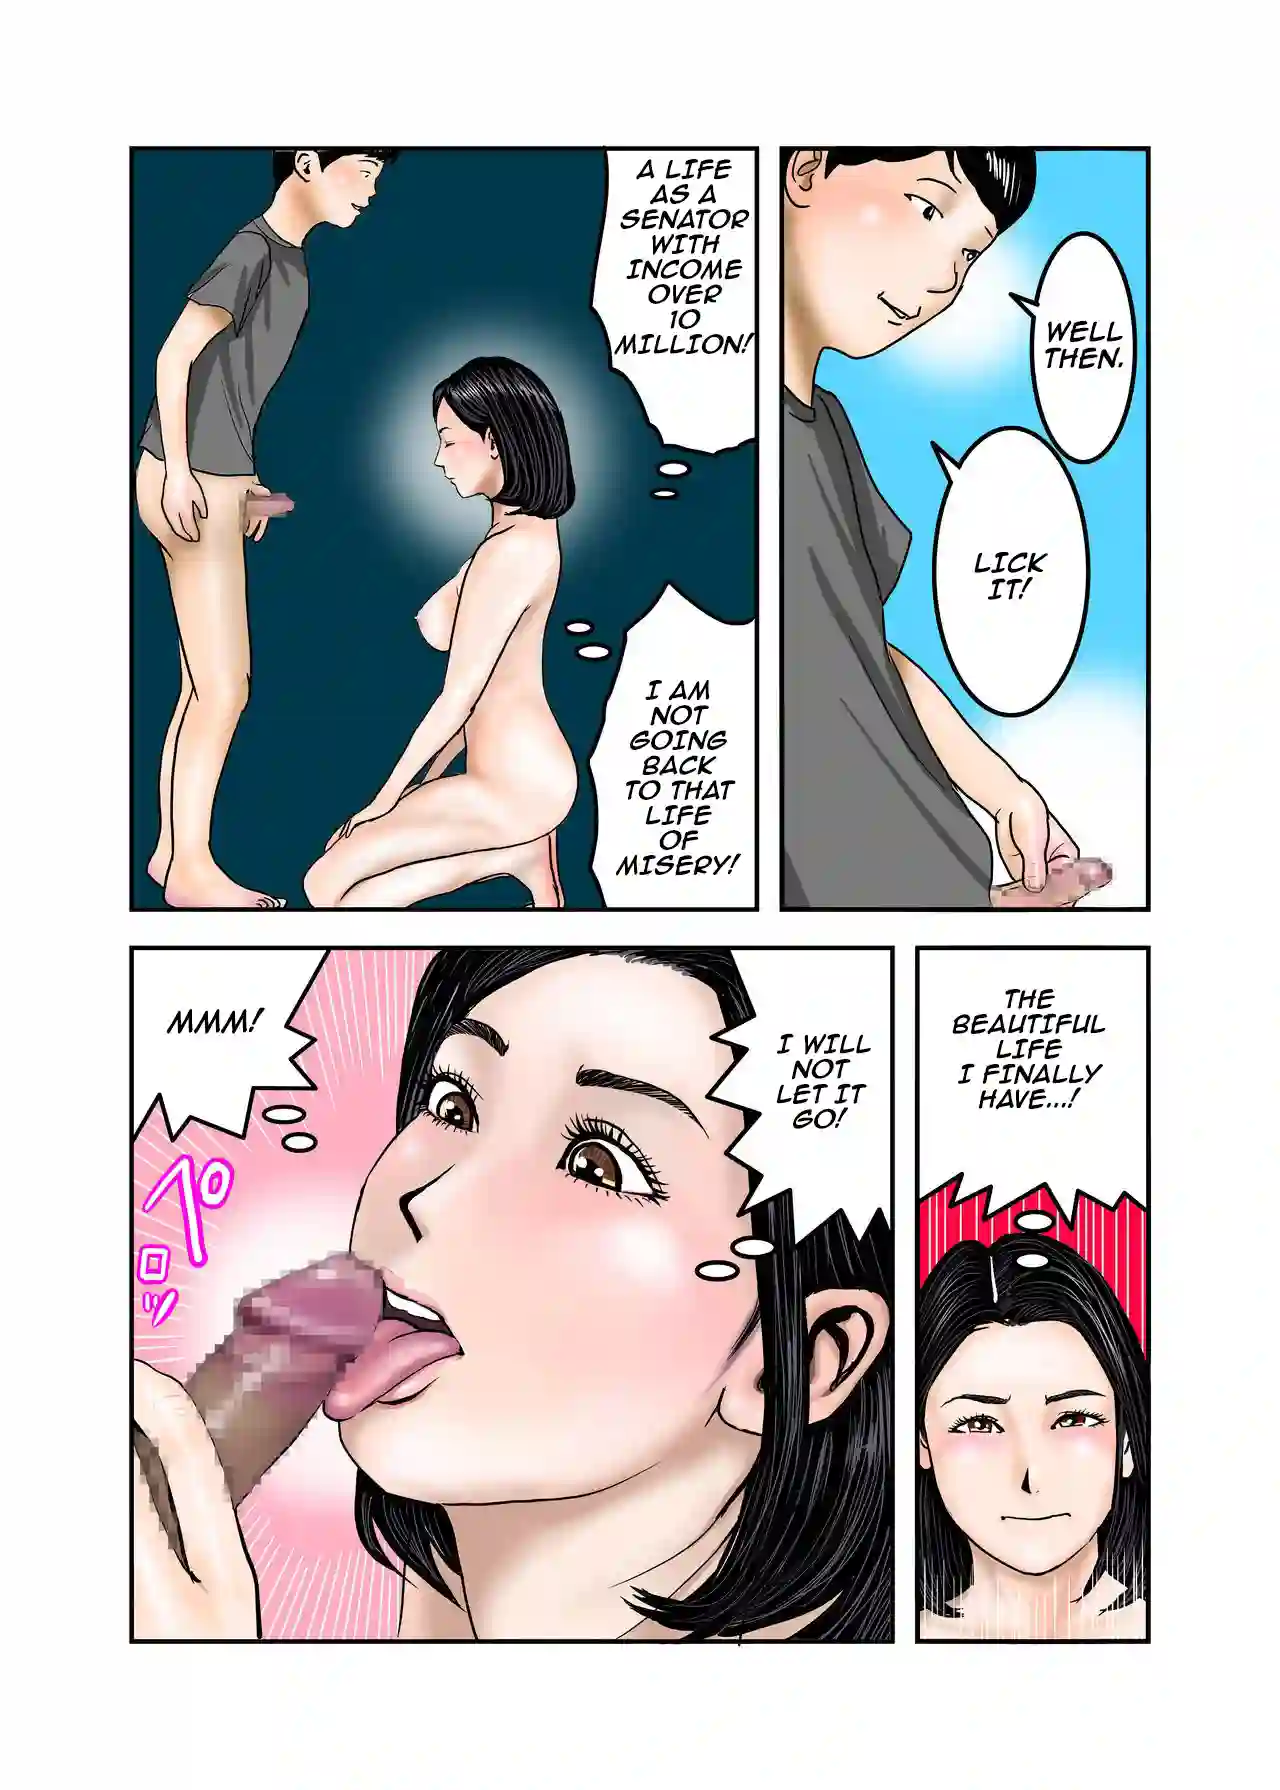 WELL
THEN.
LICK
IT!
A LIFE
AS A
SENATOR
WITH
INCOME
OVER
10
MILLION!
I AM
NOT
GOING
BACK
TO THAT
LIFE
OF
MISERY!
THE
BEAUTIFUL
LIFE
I FINALLY
HAVE...!
I WILL
NOT
LET IT
GO!
MMM!
ペロッ